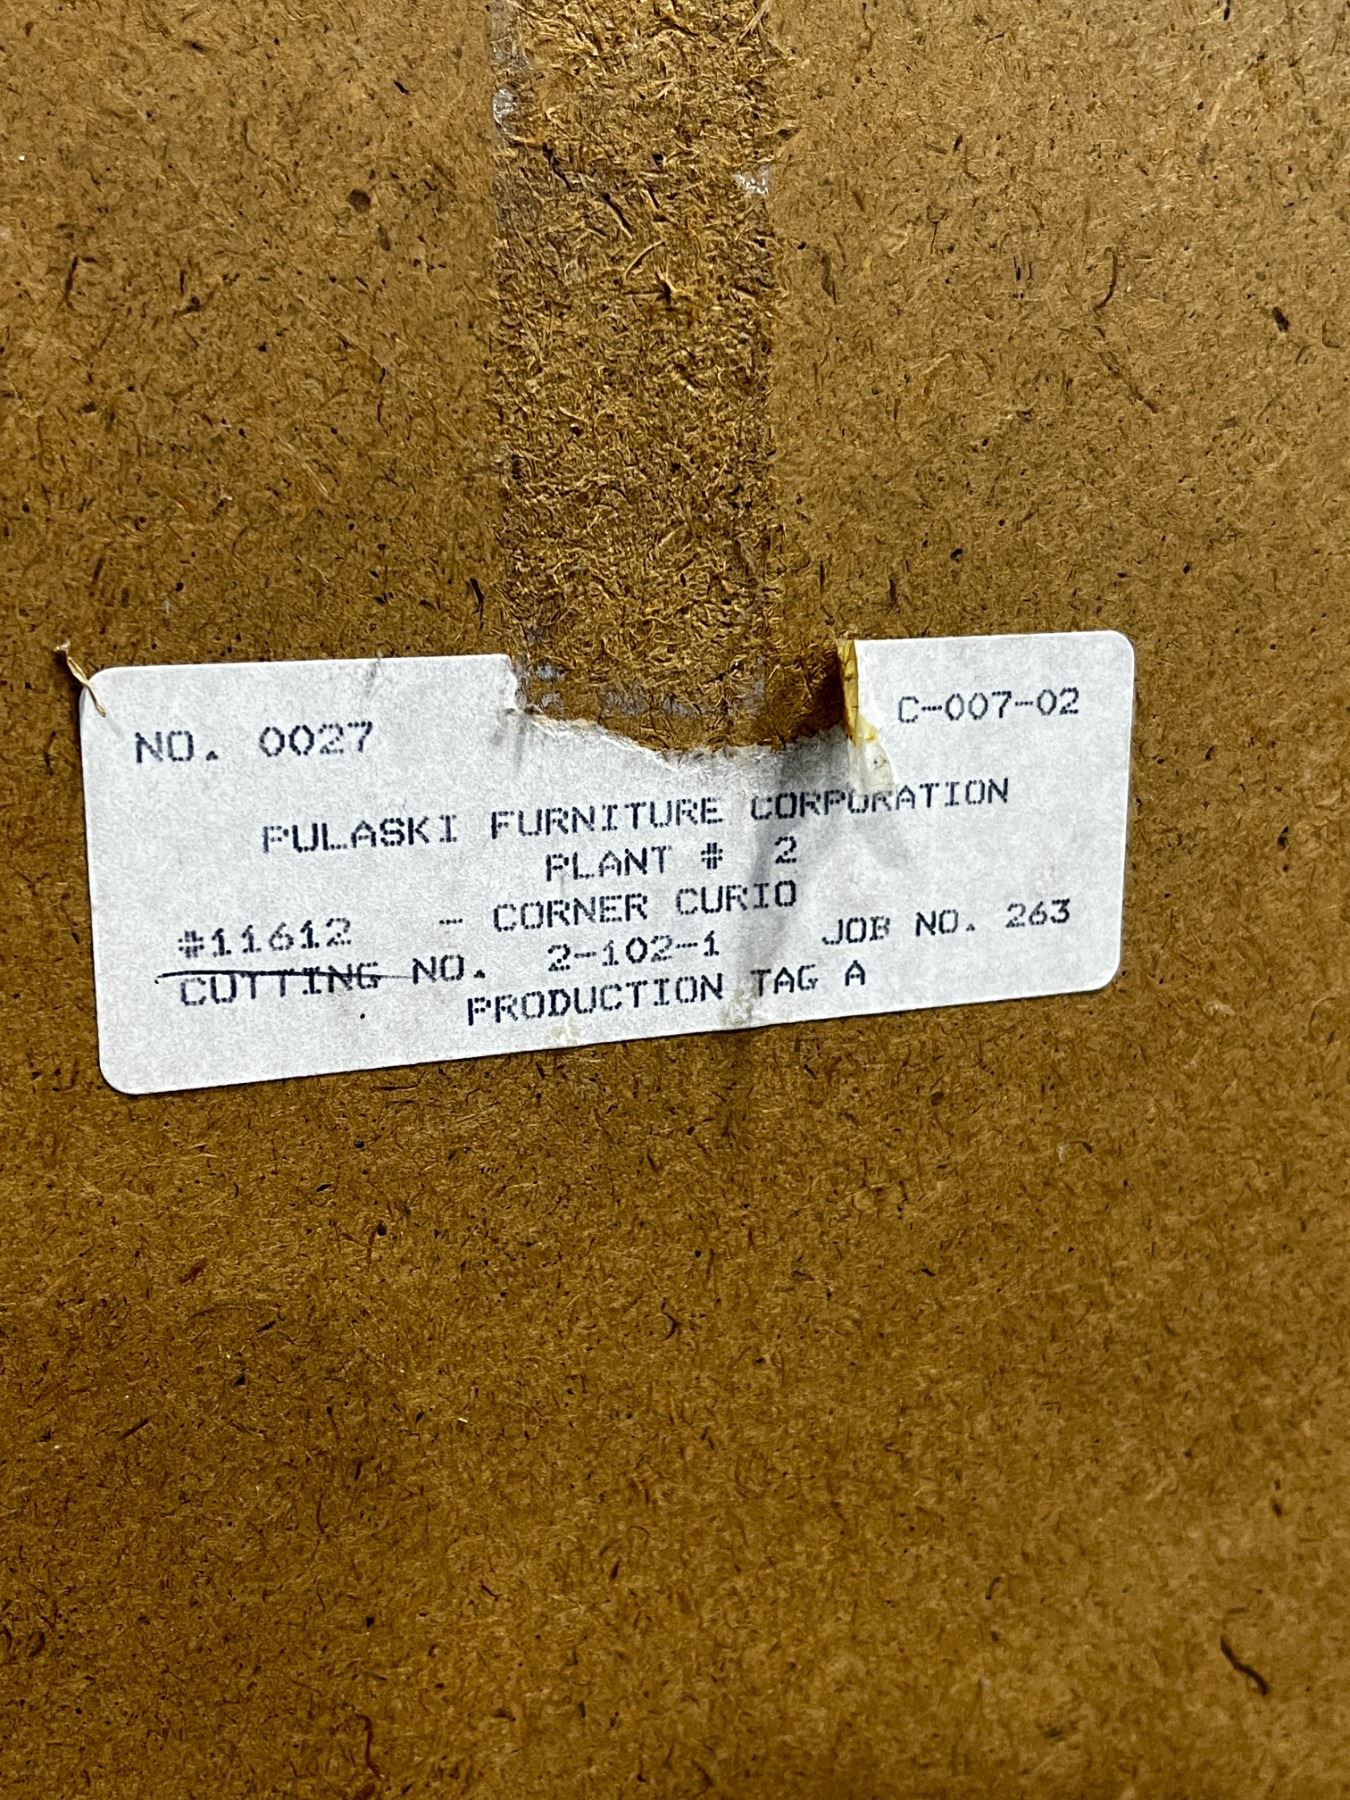 NO. 0027 C-007-02
PULASKI FURNITURE CORPORATION
PLANT # 2
#11612 - CORNER CURIO
CUTTING NO. 2-102-1 JOB NO. 263
PRODUCTION TAG A